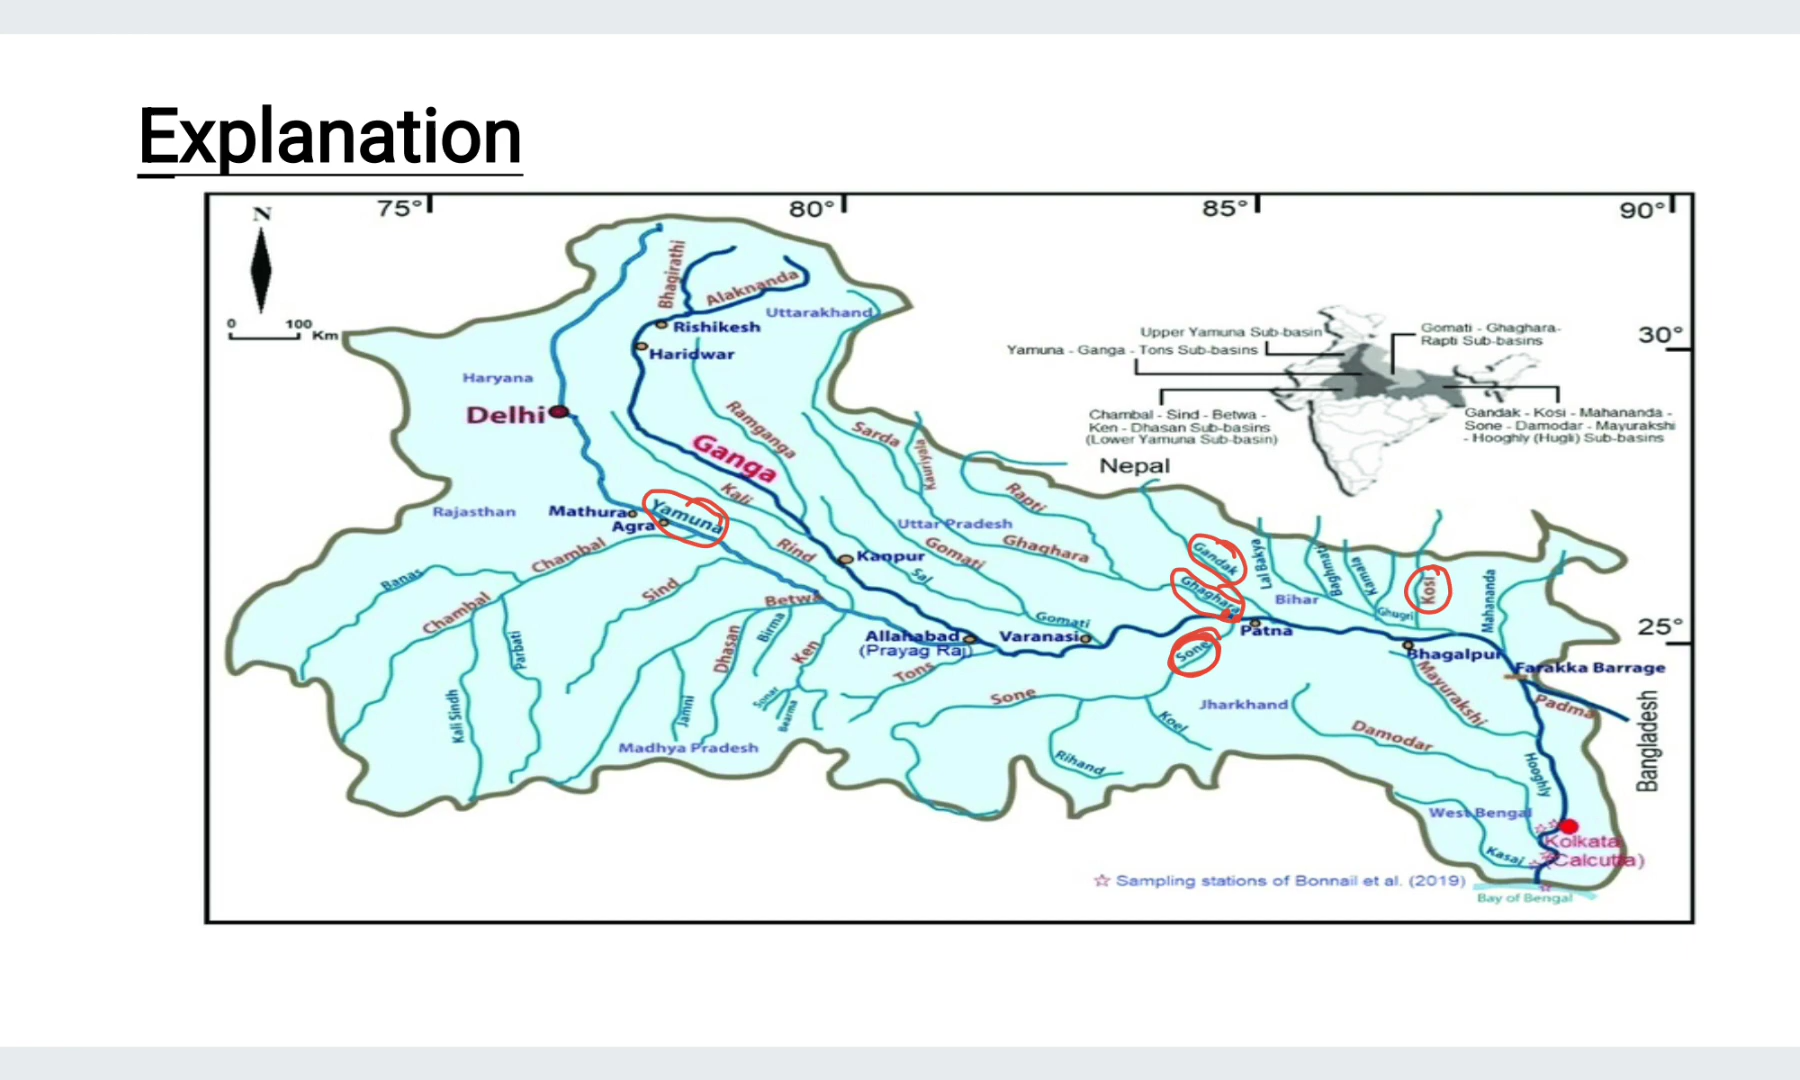 Explanation
N
75°
80°
85°
90°
0 100 Km
30°
25°
Bhagirathi
Alaknanda
Uttarakhand
Rishikesh
Haridwar
Haryana
Delhi
Ramganga
Ganga
Sarda
Kauriyala
Kali
Rapti
Nepal
Upper Yamuna Sub-basin
Yamuna - Ganga - Tons Sub-basins
Gomati - Ghaghara-
Rapti Sub-basins
Chambal - Sind - Betwa -
Ken - Dhasan Sub-basins
(Lower Yamuna Sub-basin)
Gandak - Kosi - Mahananda -
Sone - Damodar - Mayurakshi
- Hooghly (Hugli) Sub-basins
Rajasthan
Mathura
Agra
Yamuna
Uttar Pradesh
Chambal
Rind
Kanpur
Gomati
Ghaghara
Sal
Gandak
Ghaghara
Lal Bakya
Baghmati
Kamala
Kosi
Mahananda
Banas
Chambal
Sind
Betwa
Bihar
Ghugri
Parbati
Dhasan
Birma
Ken
Allahabad
(Prayag Raj)
Varanasi
Gomati
Patna
Sone
Bhagalpur
Farakka Barrage
Tons
Sone
Kali Sindh
Jamni
Sonar
Bearma
Madhya Pradesh
Koel
Rihand
Jharkhand
Damodar
Mayurakshi
Padma
Bangladesh
Hooghly
West Bengal
Kasai
Kolkata
(Calcutta)
☆ Sampling stations of Bonnail et al. (2019)
Bay of Bengal